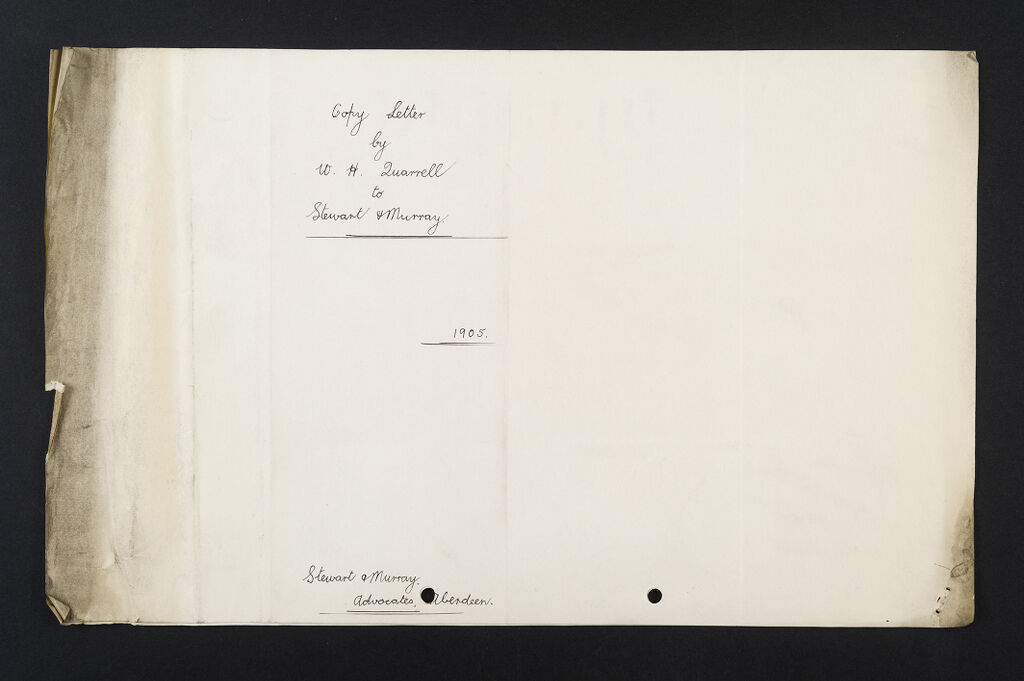 Copy Letter
by
W. H. Quarrell
to
Stewart & Murray.
1905.
Stewart & Murray.
Advocates, Aberdeen.